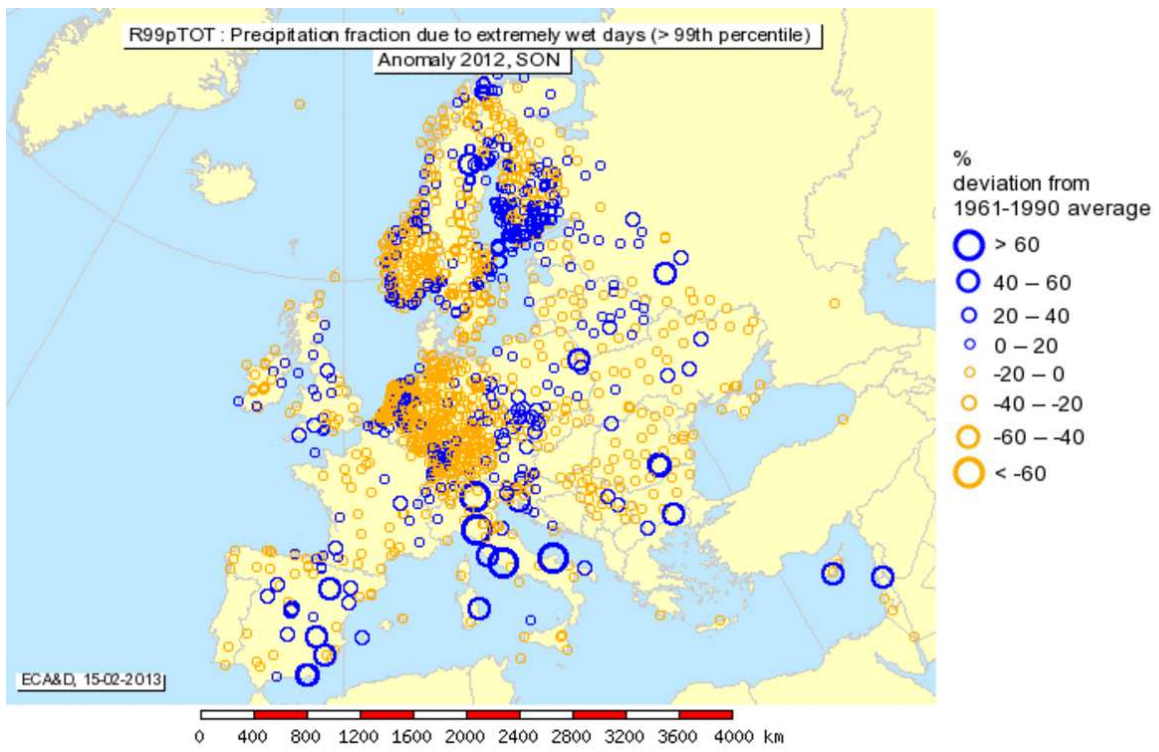 R99pTOT : Precipitation fraction due to extremely wet days (> 99th percentile)
Anomaly 2012, SON
%
deviation from
1961-1990 average
> 60
40 – 60
20 – 40
0 – 20
-20 – 0
-40 – -20
-60 – -40
< -60
ECA&D, 15-02-2013
0 400 800 1200 1600 2000 2400 2800 3200 3600 4000 km